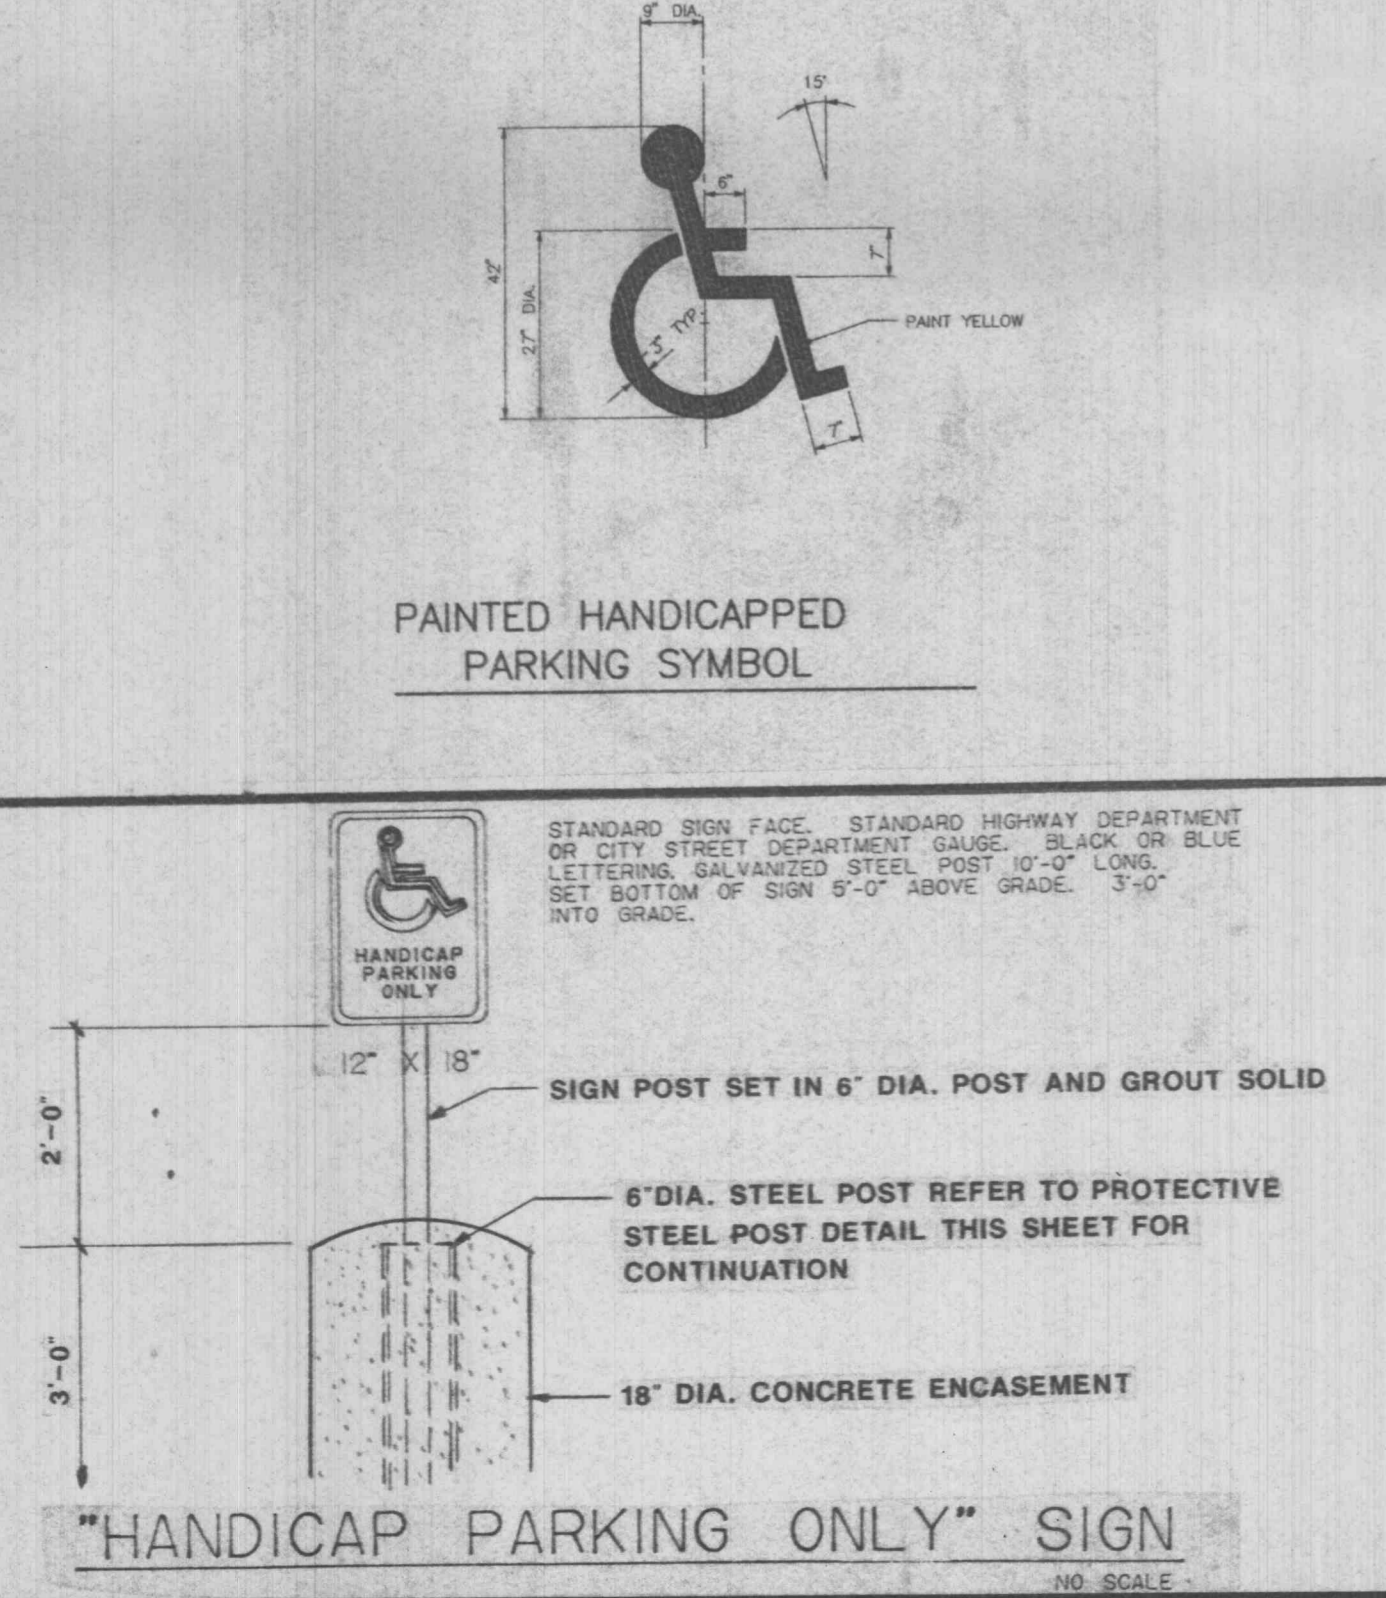 9" DIA.
15°
6"
42"
27" DIA.
7"
3" TYP.
PAINT YELLOW
7"
PAINTED HANDICAPPED
PARKING SYMBOL
STANDARD SIGN FACE. STANDARD HIGHWAY DEPARTMENT
OR CITY STREET DEPARTMENT GAUGE. BLACK OR BLUE
LETTERING. GALVANIZED STEEL POST 10'-0" LONG.
SET BOTTOM OF SIGN 5'-0" ABOVE GRADE. 3'-0"
INTO GRADE.
HANDICAP
PARKING
ONLY
12" X 18"
2'-0"
SIGN POST SET IN 6" DIA. POST AND GROUT SOLID
6"DIA. STEEL POST REFER TO PROTECTIVE
STEEL POST DETAIL THIS SHEET FOR
CONTINUATION
3'-0"
18" DIA. CONCRETE ENCASEMENT
"HANDICAP PARKING ONLY" SIGN
NO SCALE